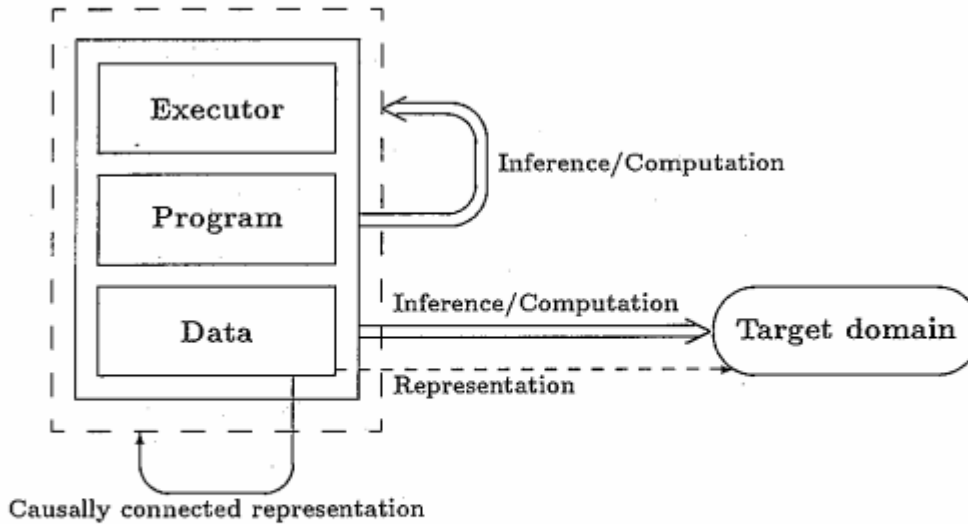 Executor
Inference/Computation
Program
Inference/Computation
Data
Target domain
Representation
Causally connected representation